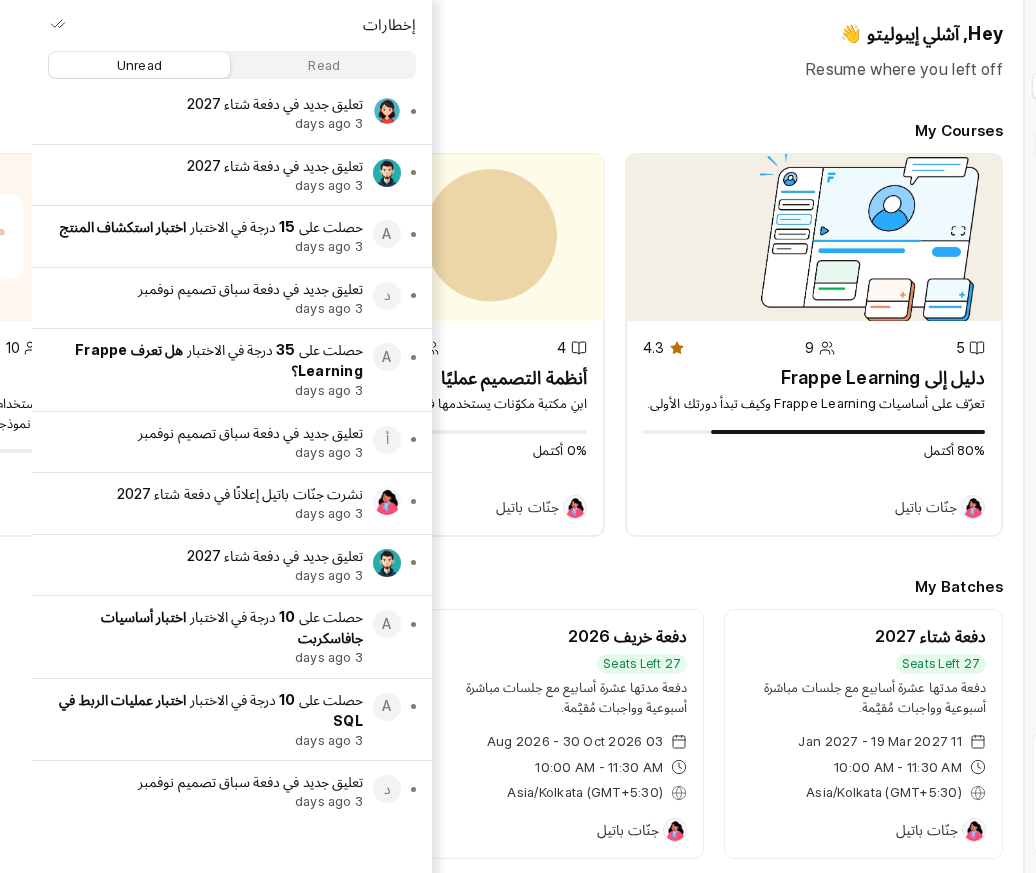 إخطارات
Unread
Read
تعليق جديد في دفعة شتاء 2027
3 days ago
تعليق جديد في دفعة شتاء 2027
3 days ago
A
حصلت على 15 درجة في الاختبار اختبار استكشاف المنتج
3 days ago
د
تعليق جديد في دفعة سباق تصميم نوفمبر
3 days ago
A
حصلت على 35 درجة في الاختبار هل تعرف Frappe
Learning؟
3 days ago
أ
تعليق جديد في دفعة سباق تصميم نوفمبر
3 days ago
نشرت جنّات باتيل إعلانًا في دفعة شتاء 2027
3 days ago
تعليق جديد في دفعة شتاء 2027
3 days ago
A
حصلت على 10 درجة في الاختبار اختبار أساسيات
جافاسكربت
3 days ago
A
حصلت على 10 درجة في الاختبار اختبار عمليات الربط في
SQL
3 days ago
د
تعليق جديد في دفعة سباق تصميم نوفمبر
3 days ago
Hey, آشلي إيبوليتو 👋
Resume where you left off
My Courses
5
9
4.3
دليل إلى Frappe Learning
تعرّف على أساسيات Frappe Learning وكيف تبدأ دورتك الأولى.
80% أكتمل
جنّات باتيل
4
أنظمة التصميم عمليًا
ابنِ مكتبة مكوّنات يستخدمها
0% أكتمل
جنّات باتيل
10
My Batches
دفعة شتاء 2027
27 Seats Left
دفعة مدتها عشرة أسابيع مع جلسات مباشرة
أسبوعية وواجبات مُقيَّمة.
11 Jan 2027 - 19 Mar 2027
10:00 AM - 11:30 AM
Asia/Kolkata (GMT+5:30)
جنّات باتيل
دفعة خريف 2026
27 Seats Left
دفعة مدتها عشرة أسابيع مع جلسات مباشرة
أسبوعية وواجبات مُقيَّمة.
03 Aug 2026 - 30 Oct 2026
10:00 AM - 11:30 AM
Asia/Kolkata (GMT+5:30)
جنّات باتيل